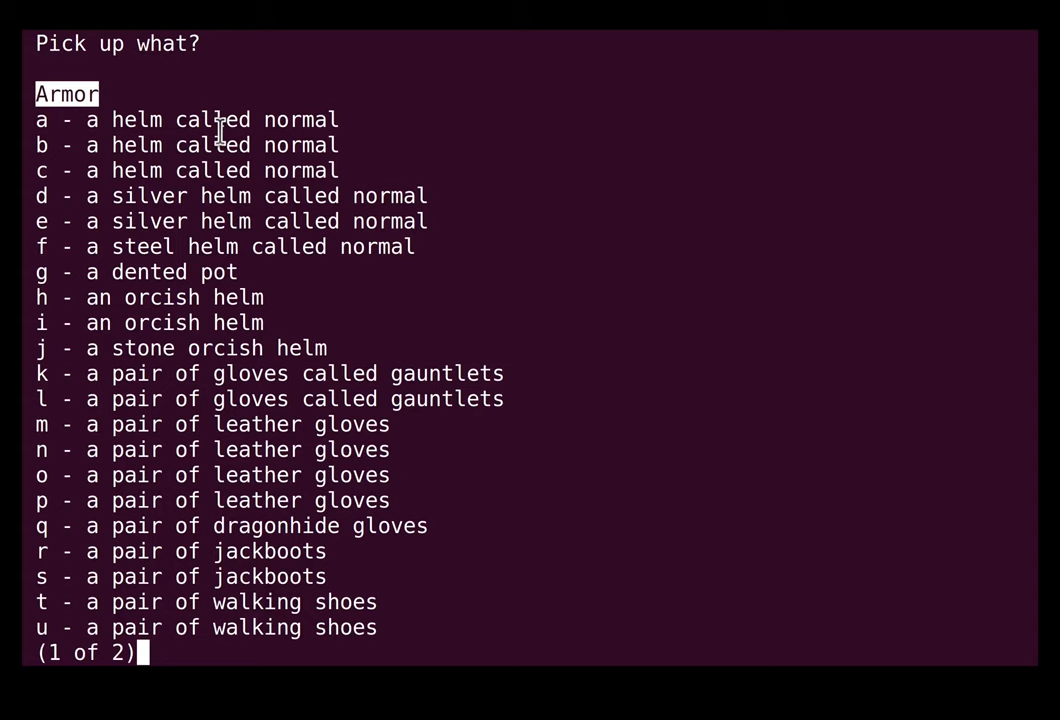 Pick up what?
Armor
a - a helm called normal
b - a helm called normal
c - a helm called normal
d - a silver helm called normal
e - a silver helm called normal
f - a steel helm called normal
g - a dented pot
h - an orcish helm
i - an orcish helm
j - a stone orcish helm
k - a pair of gloves called gauntlets
l - a pair of gloves called gauntlets
m - a pair of leather gloves
n - a pair of leather gloves
o - a pair of leather gloves
p - a pair of leather gloves
q - a pair of dragonhide gloves
r - a pair of jackboots
s - a pair of jackboots
t - a pair of walking shoes
u - a pair of walking shoes
(1 of 2)